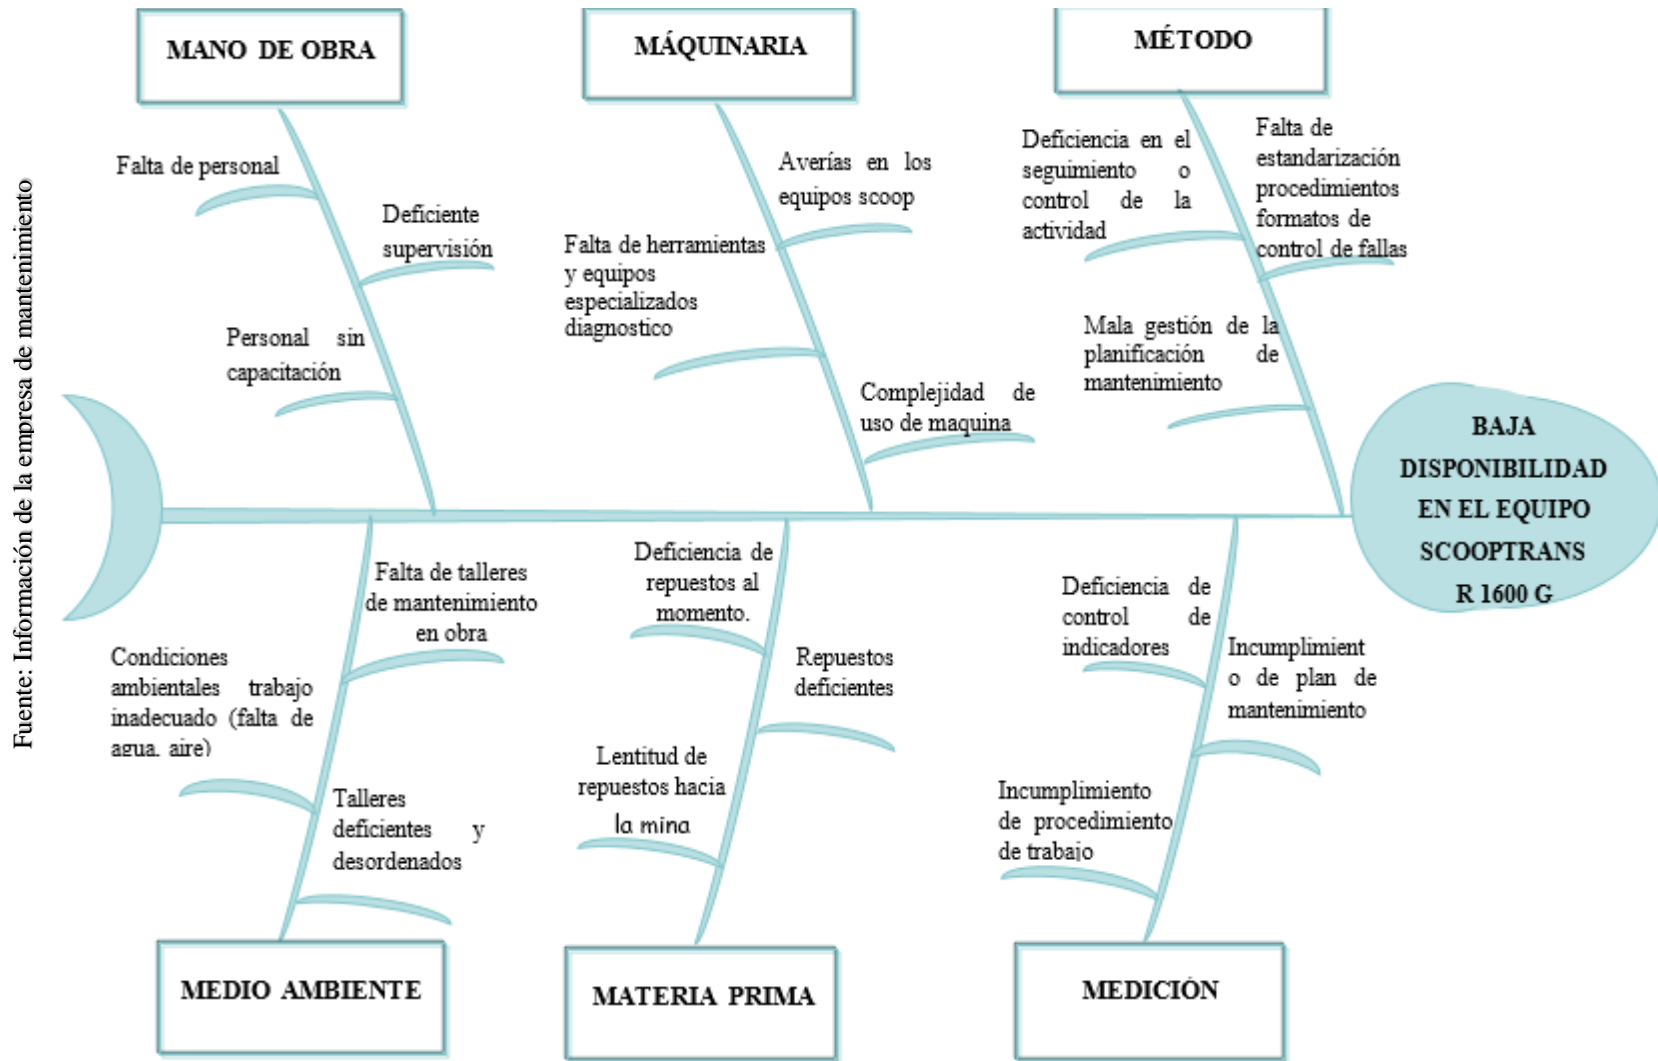 MANO DE OBRA
MÁQUINARIA
MÉTODO
Falta de personal
Deficiente
supervisión
Personal sin
capacitación
Averías en los
equipos scoop
Falta de herramientas
y equipos
especializados
diagnostico
Complejidad de
uso de maquina
Deficiencia en el
seguimiento o
control de la
actividad
Falta de
estandarización
procedimientos
formatos de
control de fallas
Mala gestión de la
planificación de
mantenimiento
BAJA
DISPONIBILIDAD
EN EL EQUIPO
SCOOPTRANS
R 1600 G
Falta de talleres
de mantenimiento
en obra
Condiciones
ambientales trabajo
inadecuado (falta de
agua, aire)
Talleres
deficientes y
desordenados
Deficiencia de
repuestos al
momento.
Repuestos
deficientes
Lentitud de
repuestos hacia
la mina
Deficiencia de
control de
indicadores
Incumplimient
o de plan de
mantenimiento
Incumplimiento
de procedimiento
de trabajo
MEDIO AMBIENTE
MATERIA PRIMA
MEDICIÓN
Fuente: Información de la empresa de mantenimiento